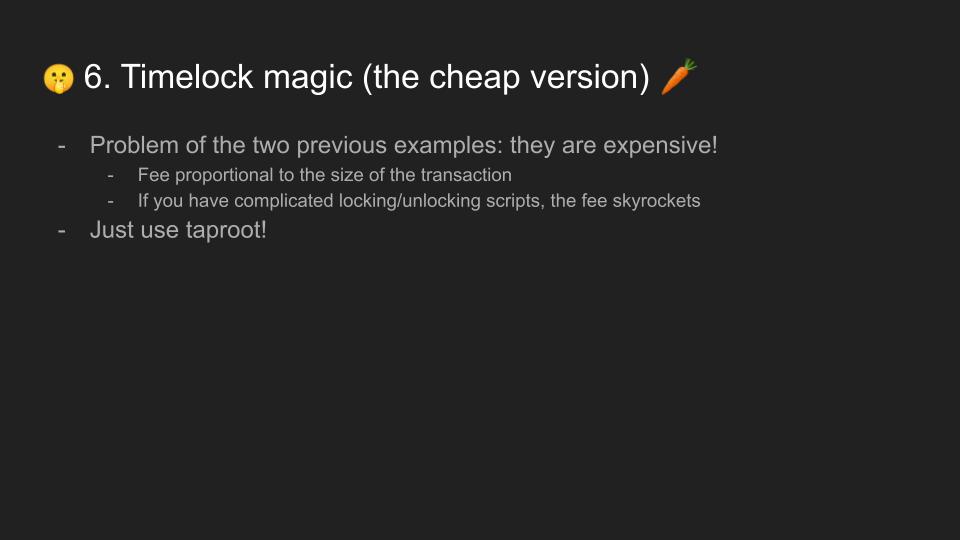 🤫 6. Timelock magic (the cheap version) 🥕
- Problem of the two previous examples: they are expensive!
- Fee proportional to the size of the transaction
- If you have complicated locking/unlocking scripts, the fee skyrockets
- Just use taproot!